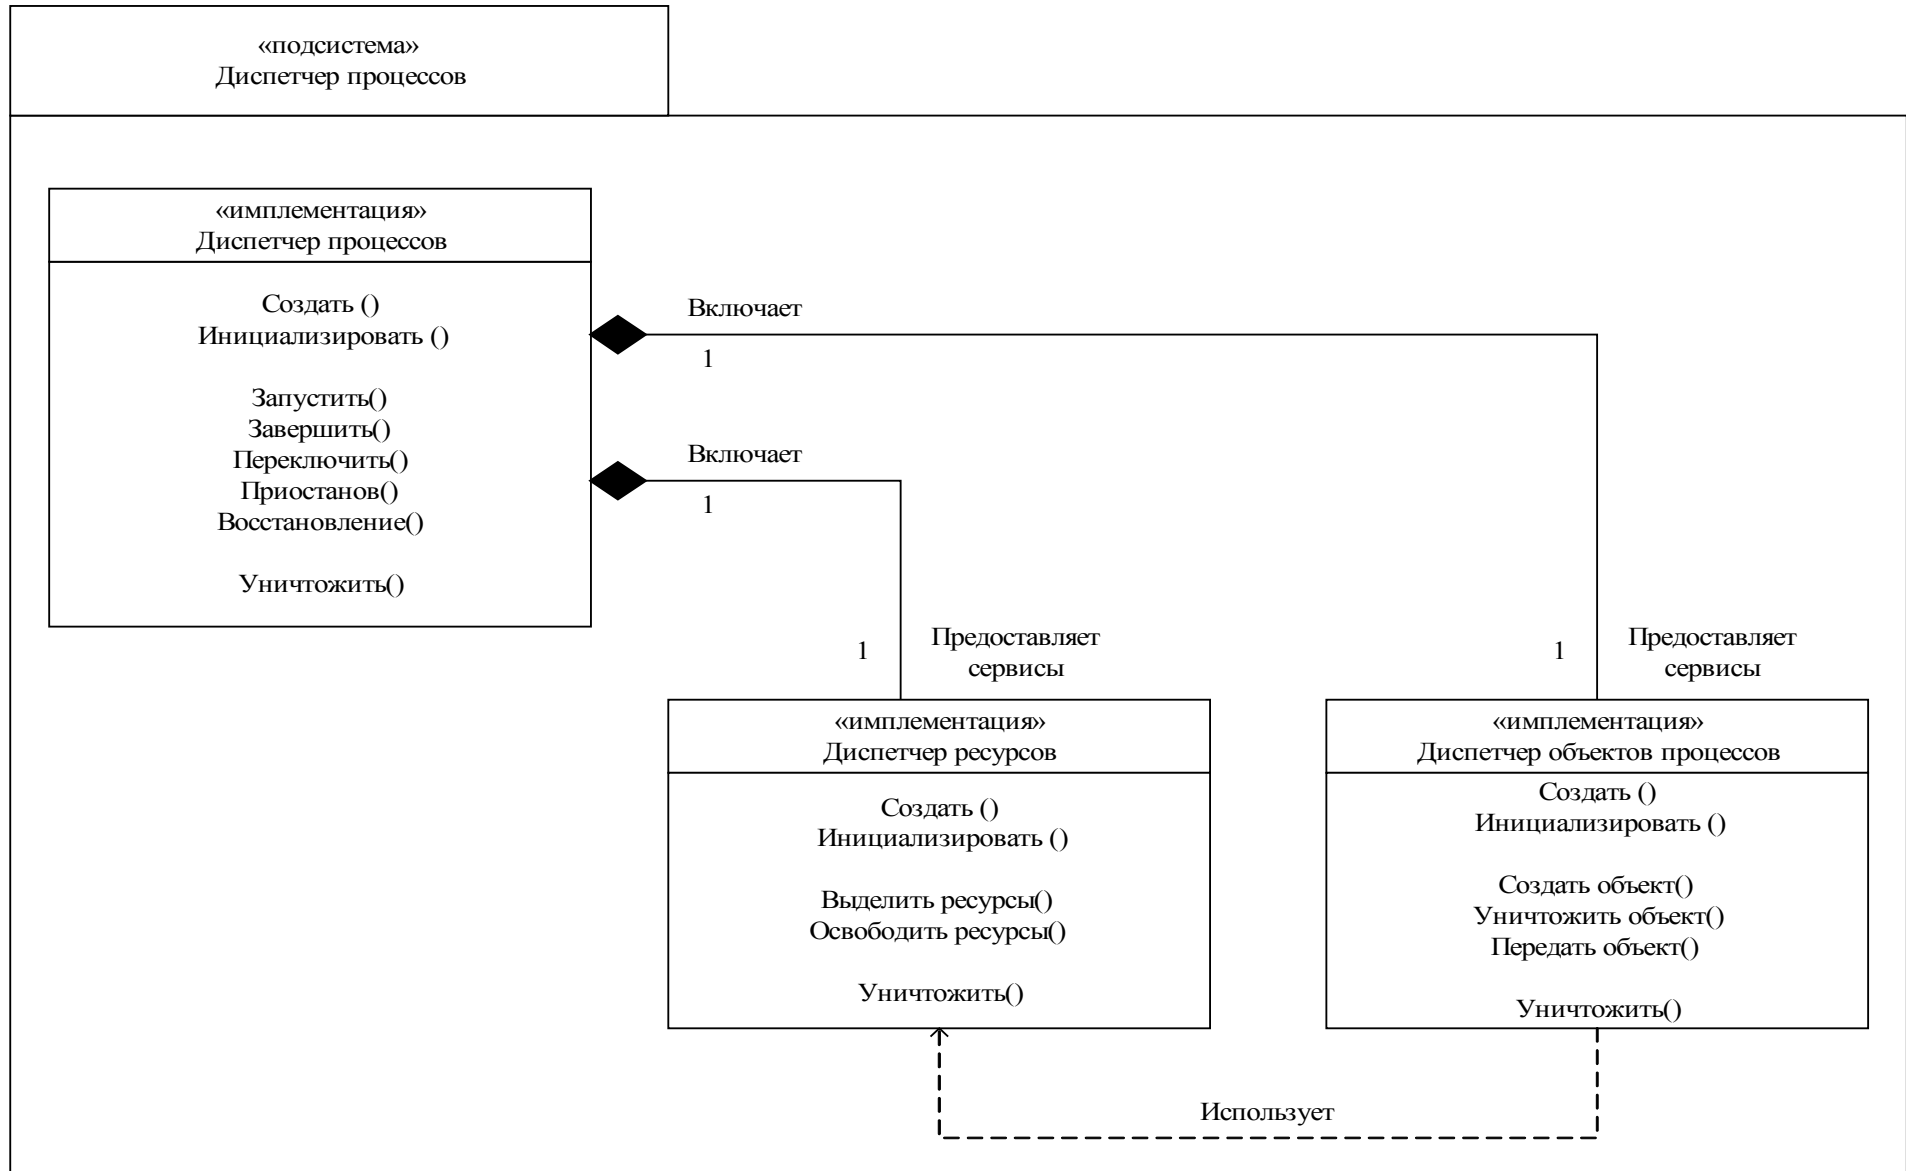 «подсистема»
Диспетчер процессов
«имплементация»
Диспетчер процессов
Создать ()
Инициализировать ()
Запустить()
Завершить()
Переключить()
Приостанов()
Восстановление()
Уничтожить()
Включает
1
Включает
1
1
Предоставляет
сервисы
1
Предоставляет
сервисы
«имплементация»
Диспетчер ресурсов
Создать ()
Инициализировать ()
Выделить ресурсы()
Освободить ресурсы()
Уничтожить()
«имплементация»
Диспетчер объектов процессов
Создать ()
Инициализировать ()
Создать объект()
Уничтожить объект()
Передать объект()
Уничтожить()
Использует